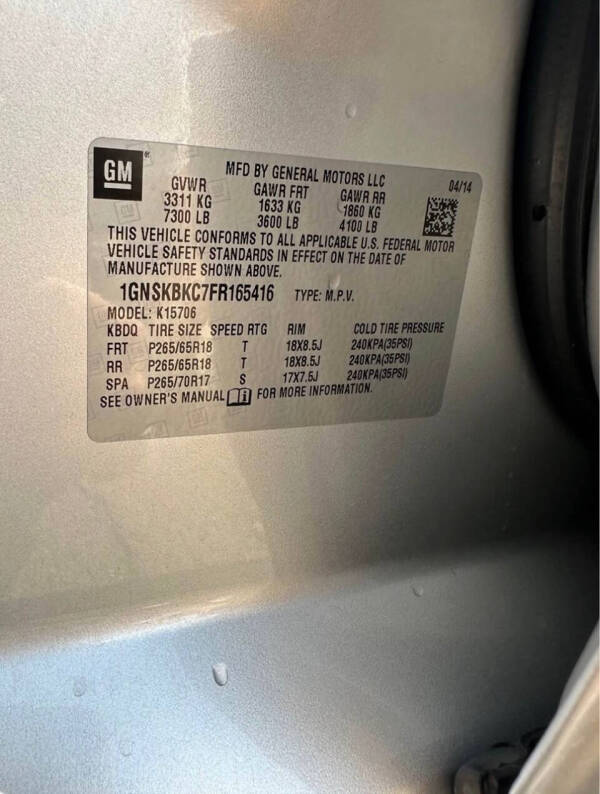 GM
MFD BY GENERAL MOTORS LLC 04/14
GVWR GAWR FRT GAWR RR
3311 KG 1633 KG 1860 KG
7300 LB 3600 LB 4100 LB
THIS VEHICLE CONFORMS TO ALL APPLICABLE U.S. FEDERAL MOTOR
VEHICLE SAFETY STANDARDS IN EFFECT ON THE DATE OF
MANUFACTURE SHOWN ABOVE.
1GNSKBKC7FR165416 TYPE: M.P.V.
MODEL: K15706
KBDQ TIRE SIZE SPEED RTG RIM COLD TIRE PRESSURE
FRT P265/65R18 T 18X8.5J 240KPA(35PSI)
RR P265/65R18 T 18X8.5J 240KPA(35PSI)
SPA P265/70R17 S 17X7.5J 240KPA(35PSI)
SEE OWNER'S MANUAL i FOR MORE INFORMATION.